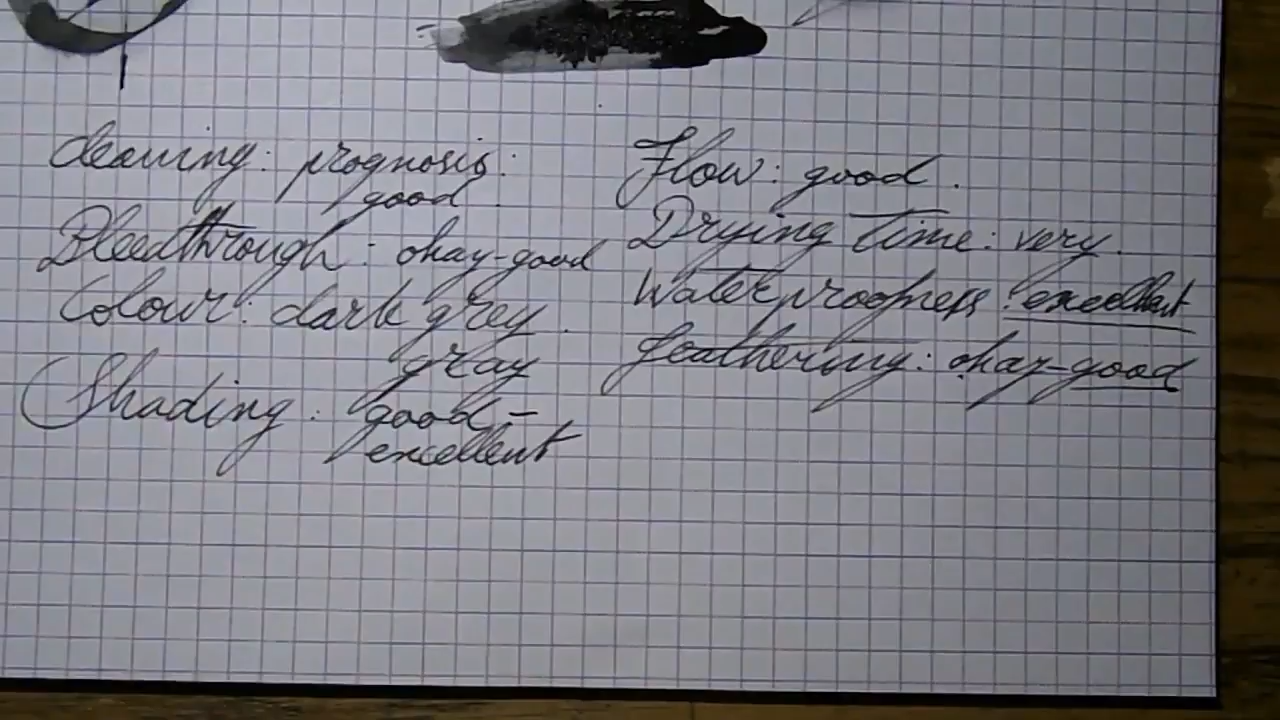 Cleaning: prognosis:
good.
Bleedthrough: okay-good
Colour: dark grey.
gray
Shading: good-
excellent
Flow: good.
Drying Time: very.
Waterproofness: excellent
feathering: okay-good